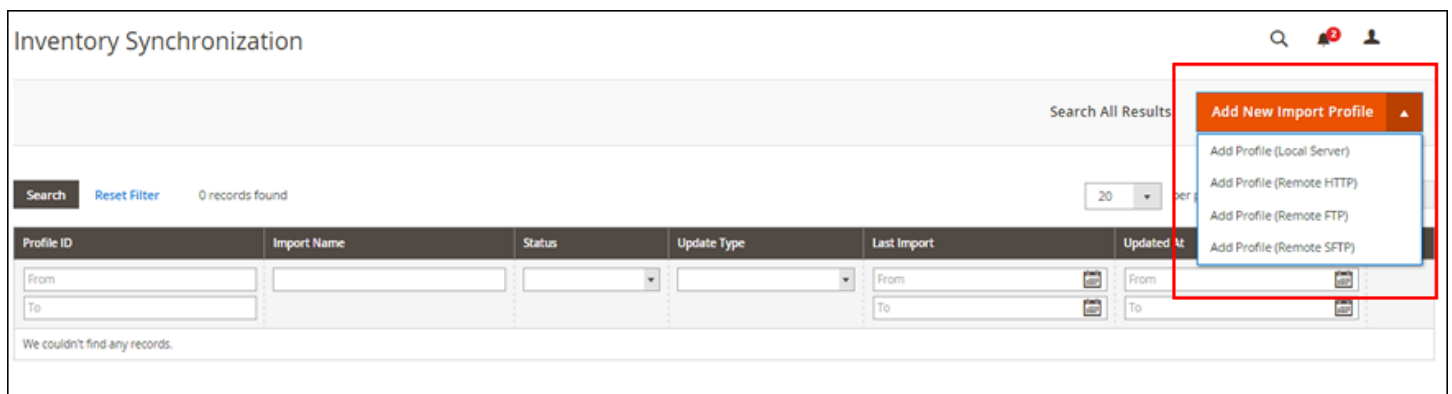 Inventory Synchronization
2
Search All Results
Add New Import Profile
Add Profile (Local Server)
Add Profile (Remote HTTP)
Add Profile (Remote FTP)
Add Profile (Remote SFTP)
Search Reset Filter 0 records found 20
Profile ID Import Name Status Update Type Last Import Updated At
From From From
To To To
We couldn't find any records.